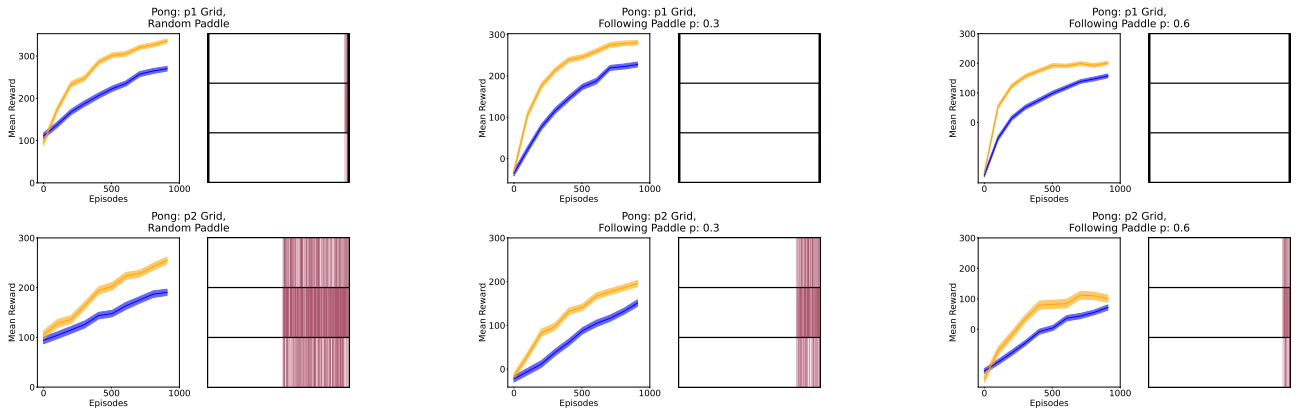 Pong: p1 Grid,
Random Paddle
300
200
100
0
Mean Reward
0
500
1000
Episodes
Pong: p1 Grid,
Following Paddle p: 0.3
300
200
100
0
Mean Reward
0
500
1000
Episodes
Pong: p1 Grid,
Following Paddle p: 0.6
300
200
100
0
Mean Reward
0
500
1000
Episodes
Pong: p2 Grid,
Random Paddle
300
200
100
0
Mean Reward
0
500
1000
Episodes
Pong: p2 Grid,
Following Paddle p: 0.3
300
200
100
0
Mean Reward
0
500
1000
Episodes
Pong: p2 Grid,
Following Paddle p: 0.6
300
200
100
0
Mean Reward
0
500
1000
Episodes